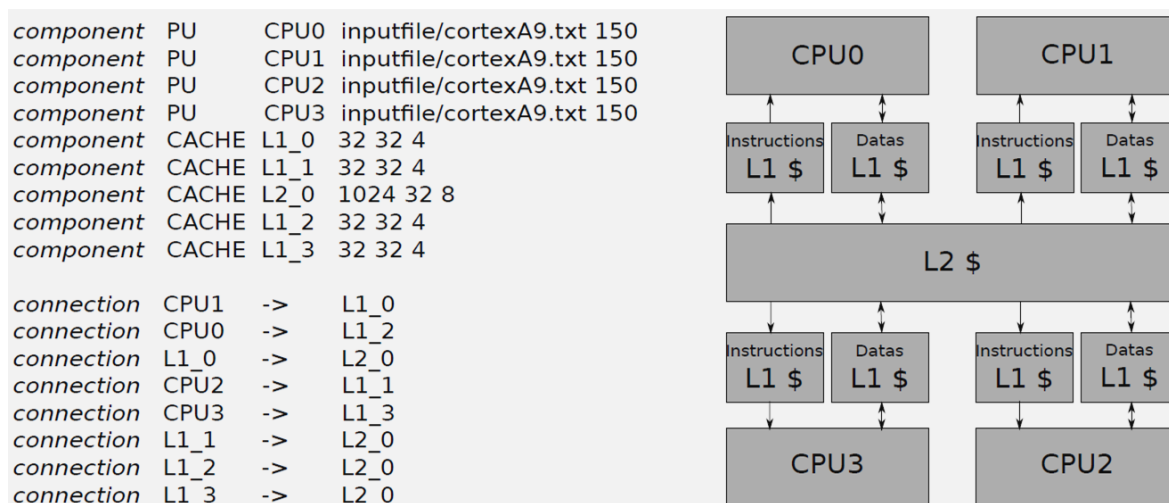 component PU CPU0 inputfile/cortexA9.txt 150
component PU CPU1 inputfile/cortexA9.txt 150
component PU CPU2 inputfile/cortexA9.txt 150
component PU CPU3 inputfile/cortexA9.txt 150
component CACHE L1_0 32 32 4
component CACHE L1_1 32 32 4
component CACHE L2_0 1024 32 8
component CACHE L1_2 32 32 4
component CACHE L1_3 32 32 4
connection CPU1 -> L1_0
connection CPU0 -> L1_2
connection L1_0 -> L2_0
connection CPU2 -> L1_1
connection CPU3 -> L1_3
connection L1_1 -> L2_0
connection L1_2 -> L2_0
connection L1_3 -> L2_0
CPU0 CPU1
Instructions Datas Instructions Datas
L1 $ L1 $ L1 $ L1 $
L2 $
Instructions Datas Instructions Datas
L1 $ L1 $ L1 $ L1 $
CPU3 CPU2